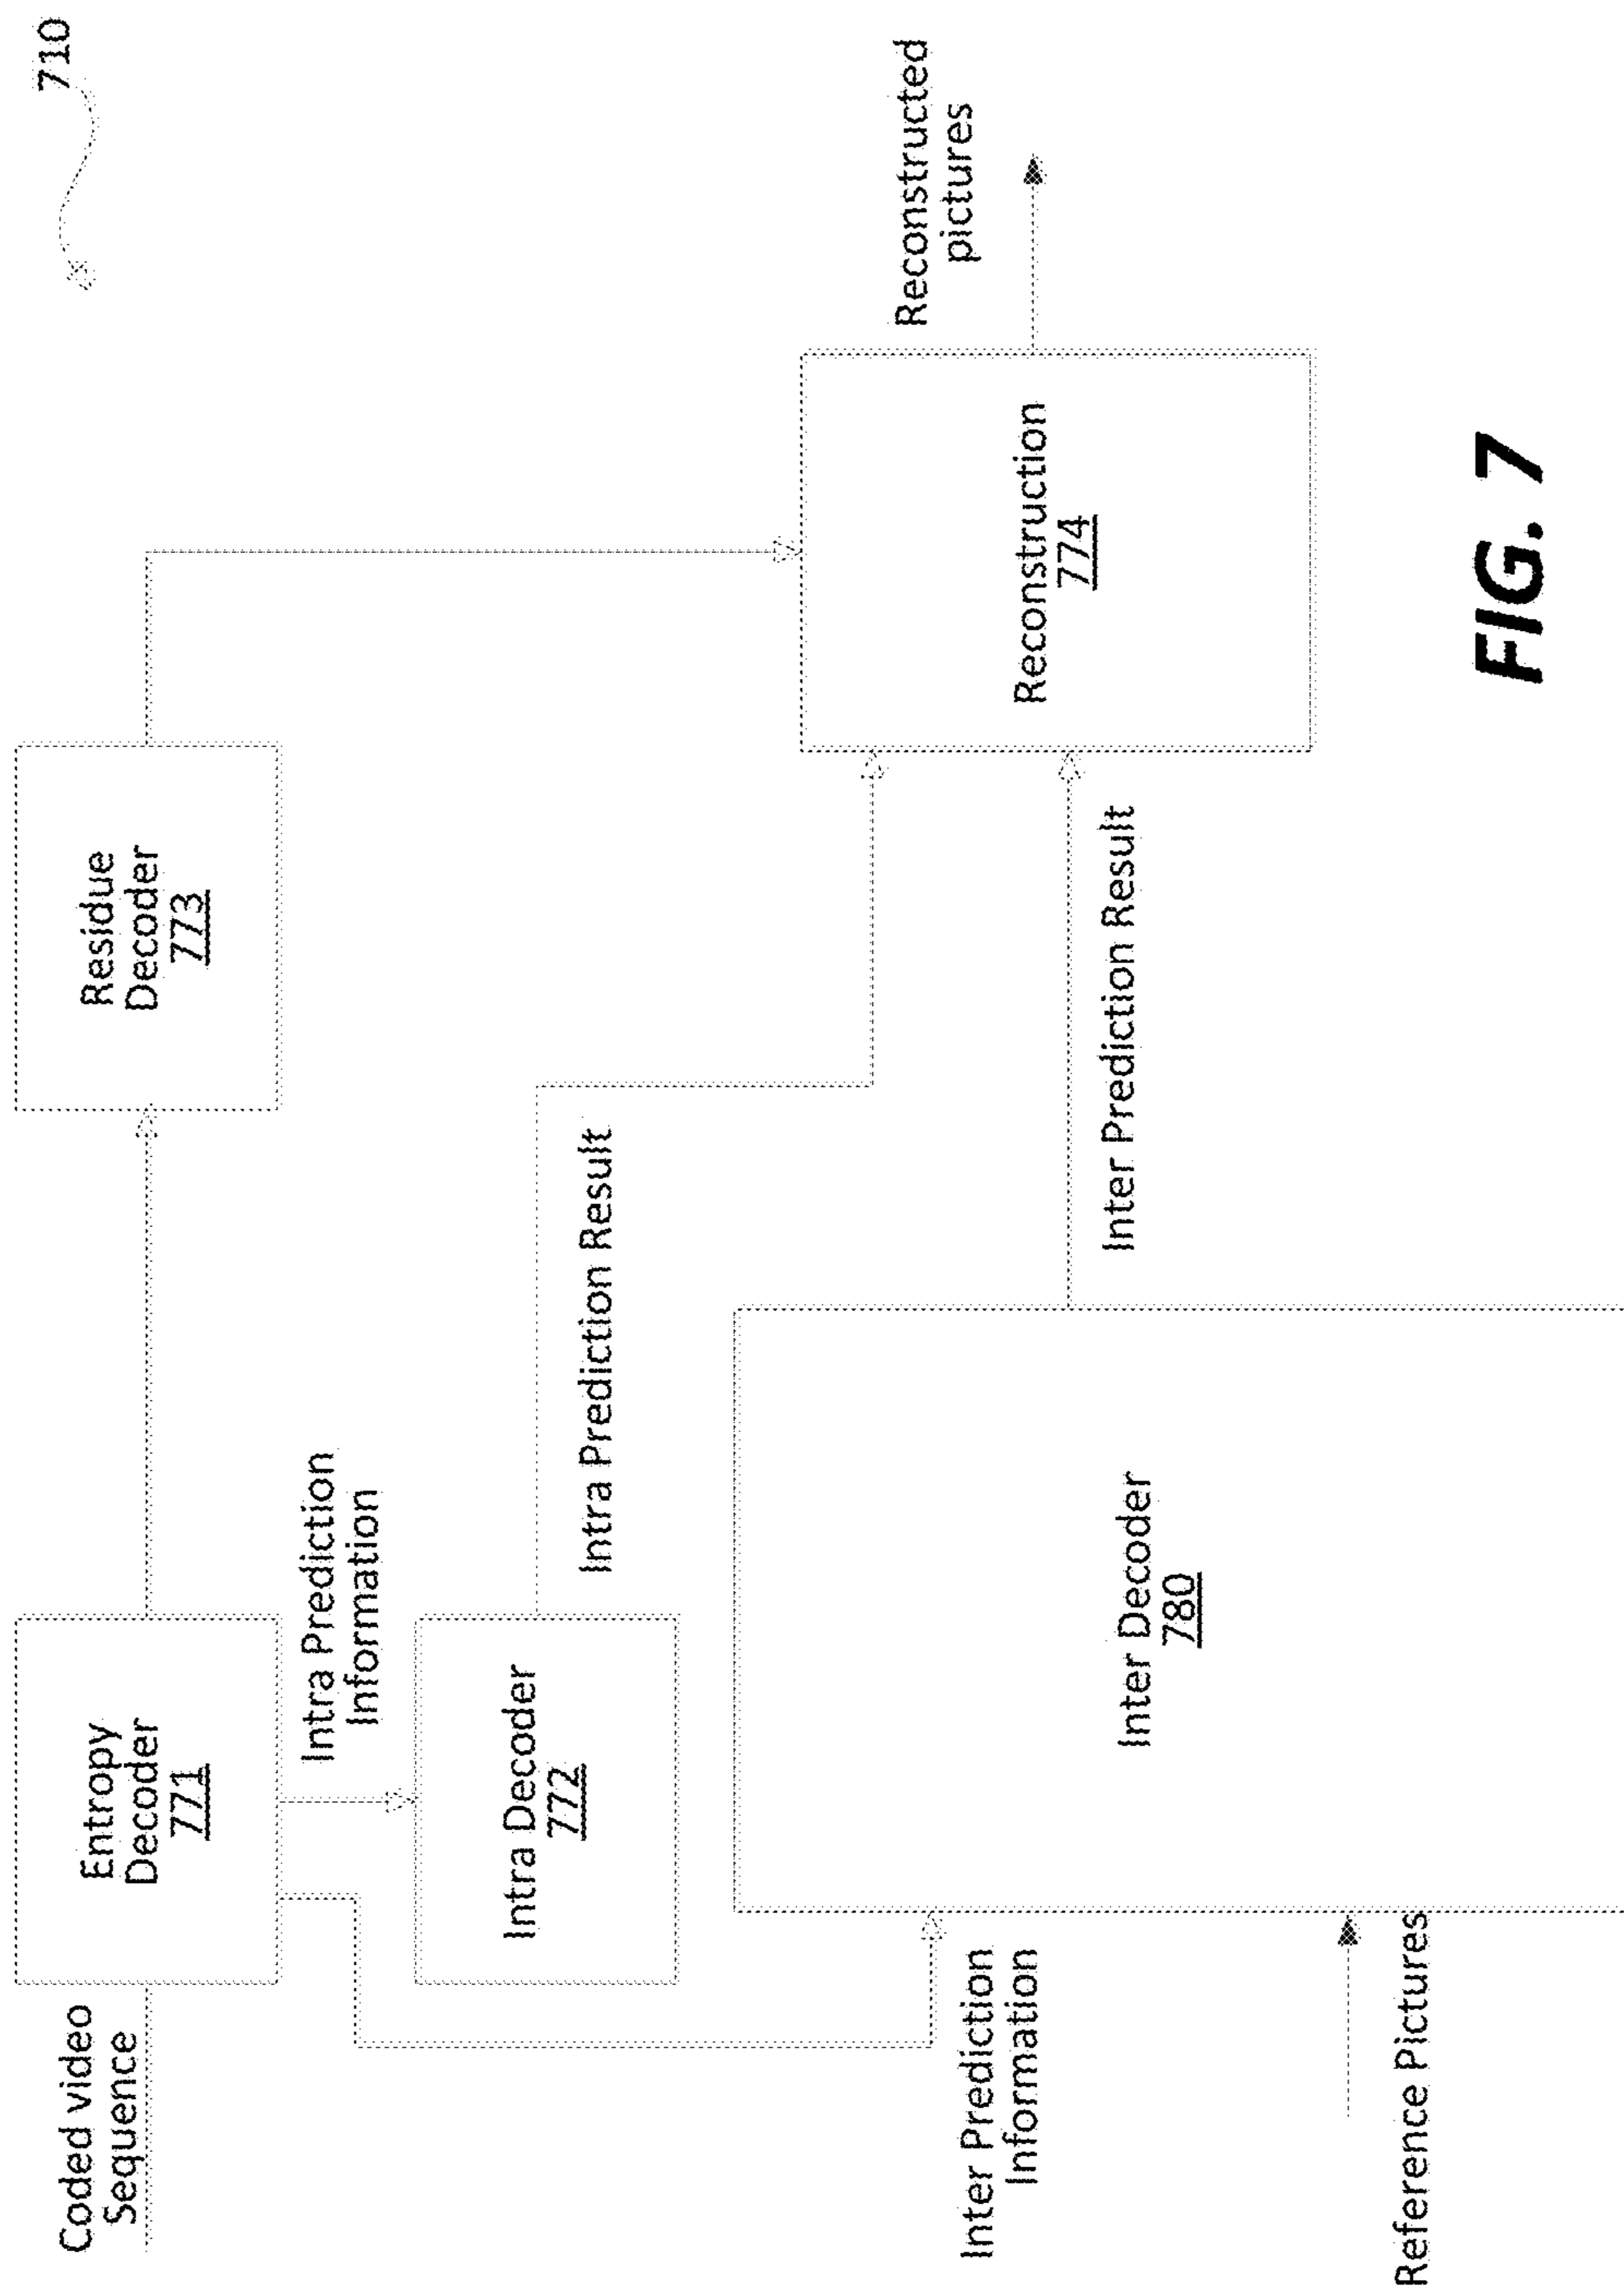 710
Coded video
Sequence
Entropy
Decoder
771
Residue
Decoder
773
Intra Prediction
Information
Intra Decoder
772
Intra Prediction Result
Inter Prediction
Information
Inter Decoder
780
Reference Pictures
Inter Prediction Result
Reconstruction
774
Reconstructed
pictures
FIG. 7